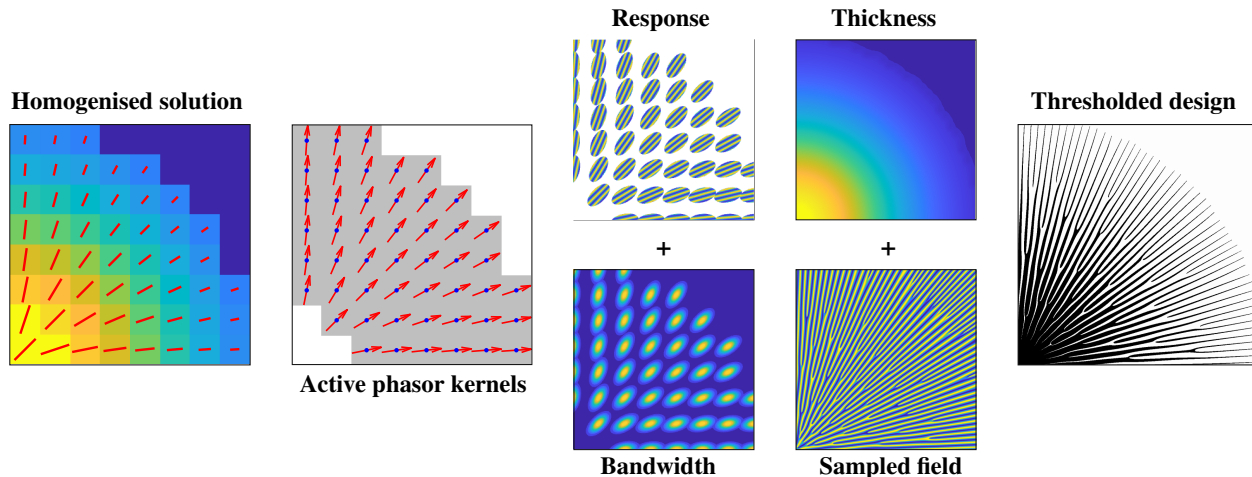 Homogenised solution
Active phasor kernels
Response
+
Bandwidth
Thickness
+
Sampled field
Thresholded design